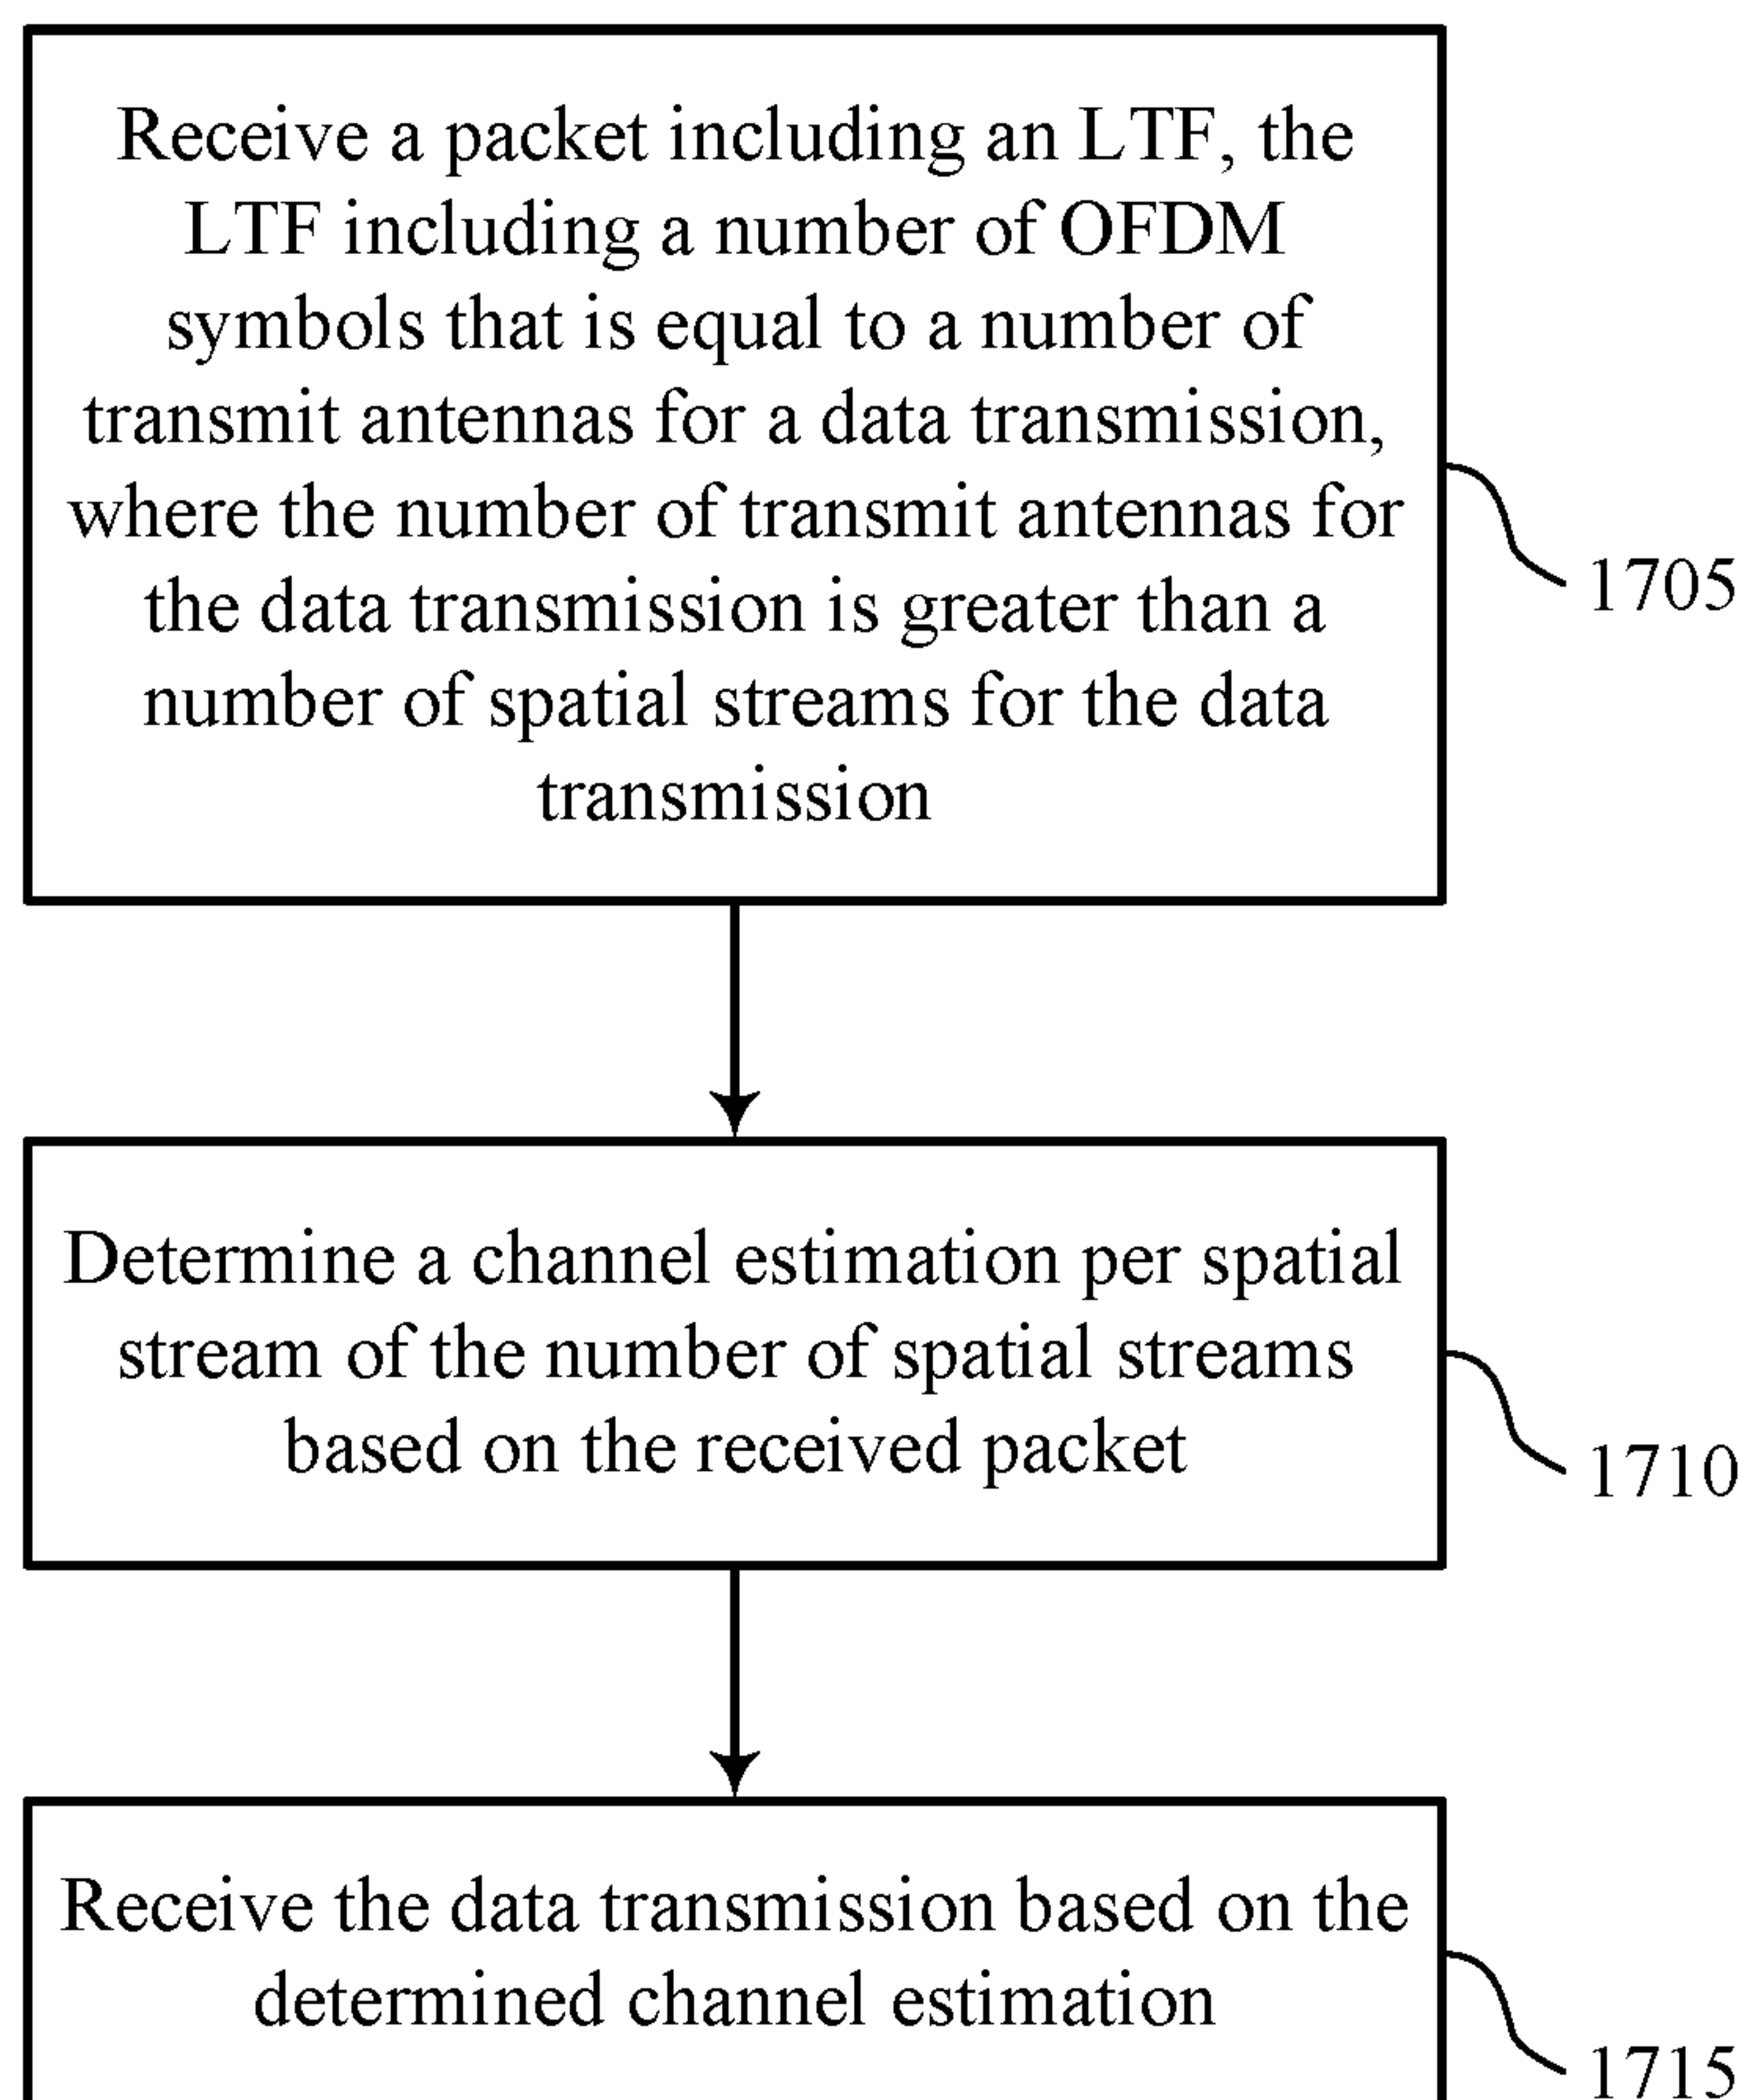 Receive a packet including an LTF, the
LTF including a number of OFDM
symbols that is equal to a number of
transmit antennas for a data transmission,
where the number of transmit antennas for
the data transmission is greater than a
number of spatial streams for the data
transmission
1705
Determine a channel estimation per spatial
stream of the number of spatial streams
based on the received packet
1710
Receive the data transmission based on the
determined channel estimation
1715